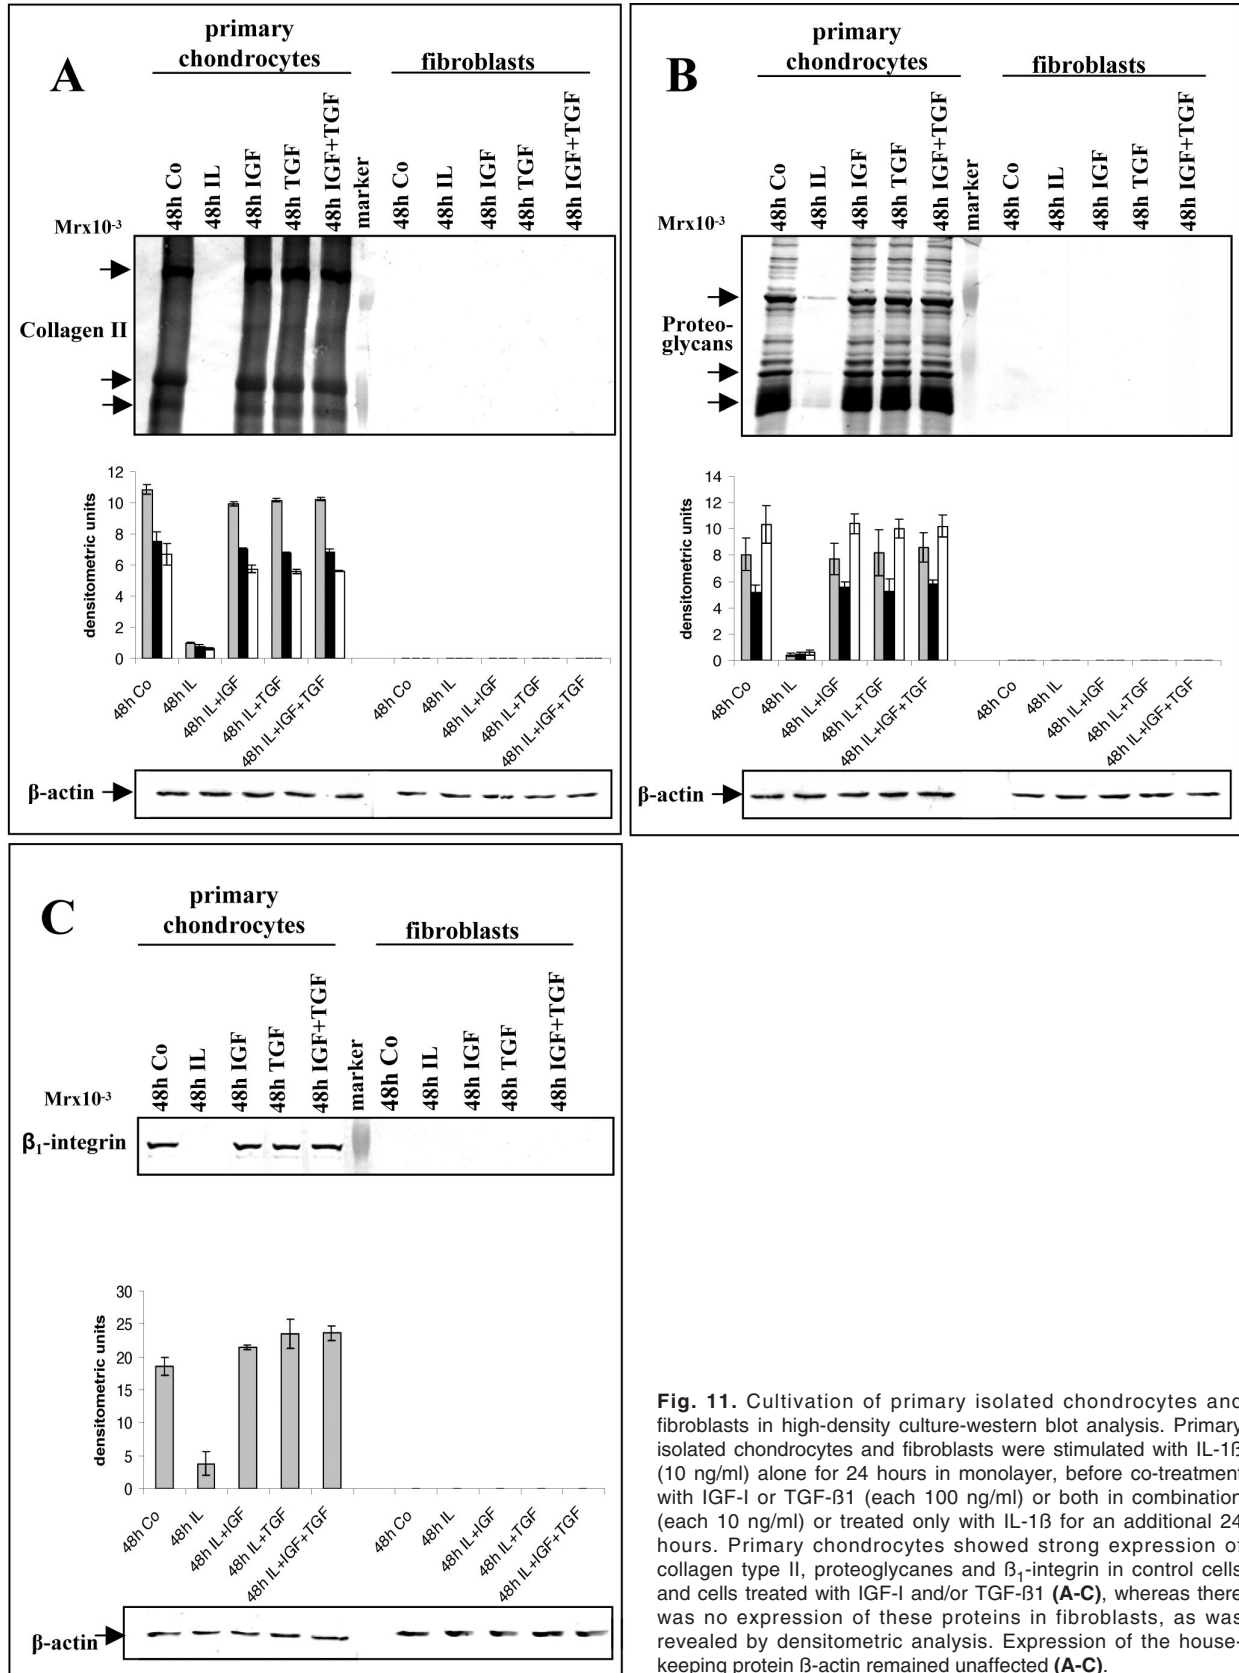 A
primary
chondrocytes
fibroblasts
48h Co
48h IL
48h IGF
48h TGF
48h IGF+TGF
marker
48h Co
48h IL
48h IGF
48h TGF
48h IGF+TGF
Mrx10-3
Collagen II
densitometric units
12
10
8
6
4
2
0
48h Co
48h IL
48h IL+IGF
48h IL+TGF
48h IL+IGF+TGF
48h Co
48h IL
48h IL+IGF
48h IL+TGF
48h IL+IGF+TGF
β-actin
B
primary
chondrocytes
fibroblasts
48h Co
48h IL
48h IGF
48h TGF
48h IGF+TGF
marker
48h Co
48h IL
48h IGF
48h TGF
48h IGF+TGF
Mrx10-3
Proteo-
glycans
densitometric units
14
12
10
8
6
4
2
0
48h Co
48h IL
48h IL+IGF
48h IL+TGF
48h IL+IGF+TGF
48h Co
48h IL
48h IL+IGF
48h IL+TGF
48h IL+IGF+TGF
β-actin
C
primary
chondrocytes
fibroblasts
48h Co
48h IL
48h IGF
48h TGF
48h IGF+TGF
marker
48h Co
48h IL
48h IGF
48h TGF
48h IGF+TGF
Mrx10-3
β1-integrin
densitometric units
30
25
20
15
10
5
0
48h Co
48h IL
48h IL+IGF
48h IL+TGF
48h IL+IGF+TGF
48h Co
48h IL
48h IL+IGF
48h IL+TGF
48h IL+IGF+TGF
β-actin
Fig. 11. Cultivation of primary isolated chondrocytes and
fibroblasts in high-density culture-western blot analysis. Primary
isolated chondrocytes and fibroblasts were stimulated with IL-1ß
(10 ng/ml) alone for 24 hours in monolayer, before co-treatment
with IGF-I or TGF-ß1 (each 100 ng/ml) or both in combination
(each 10 ng/ml) or treated only with IL-1ß for an additional 24
hours. Primary chondrocytes showed strong expression of
collagen type II, proteoglycanes and ß1-integrin in control cells
and cells treated with IGF-I and/or TGF-ß1 (A-C), whereas there
was no expression of these proteins in fibroblasts, as was
revealed by densitometric analysis. Expression of the house-
keeping protein ß-actin remained unaffected (A-C).